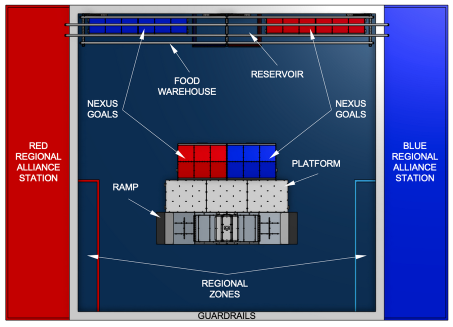 RESERVOIR
FOOD
WAREHOUSE
NEXUS
GOALS
NEXUS
GOALS
RED
REGIONAL
ALLIANCE
STATION
BLUE
REGIONAL
ALLIANCE
STATION
PLATFORM
RAMP
REGIONAL
ZONES
GUARDRAILS